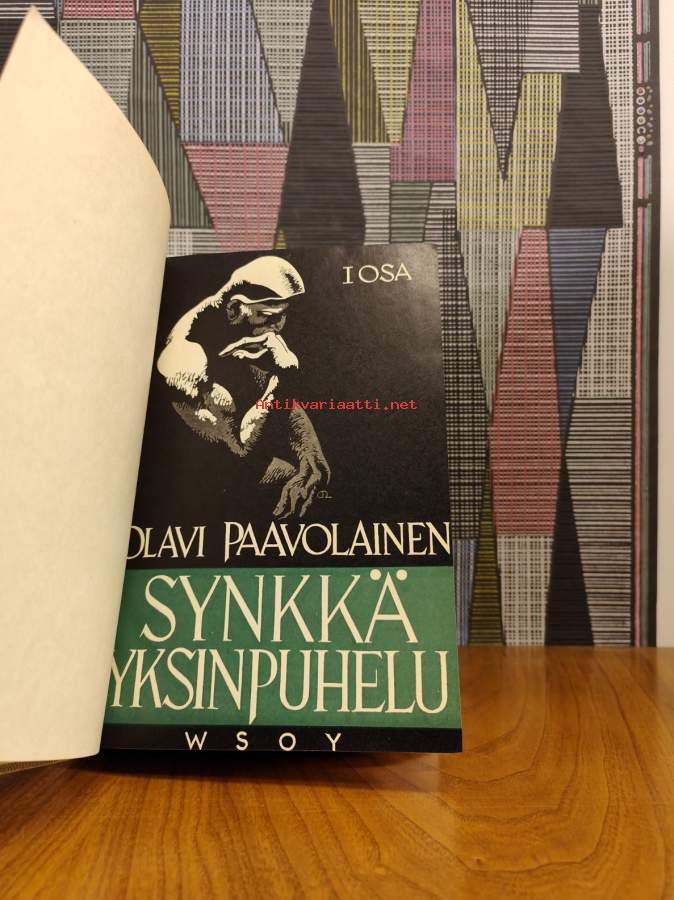 I OSA
Antikvariaatti.net
OLAVI PAAVOLAINEN
SYNKKÄ
YKSINPUHELU
WSOY